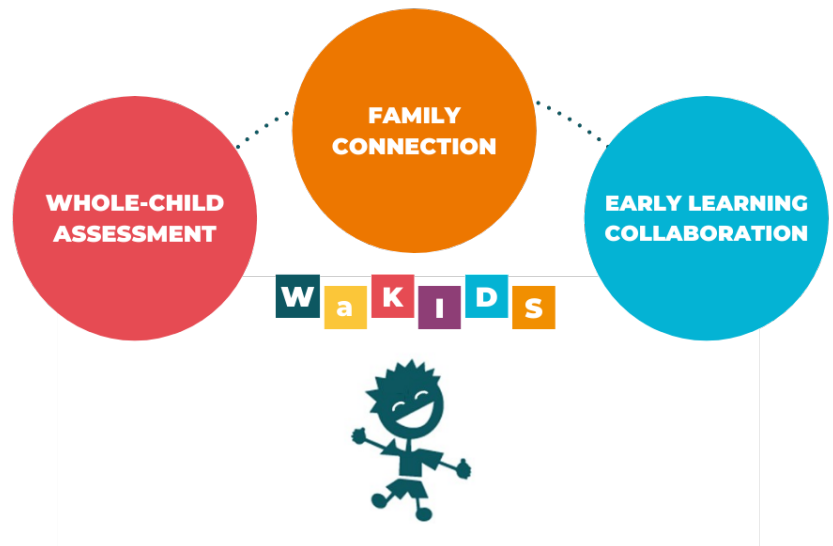 FAMILY
CONNECTION
WHOLE-CHILD
ASSESSMENT
EARLY LEARNING
COLLABORATION
WaKIDS